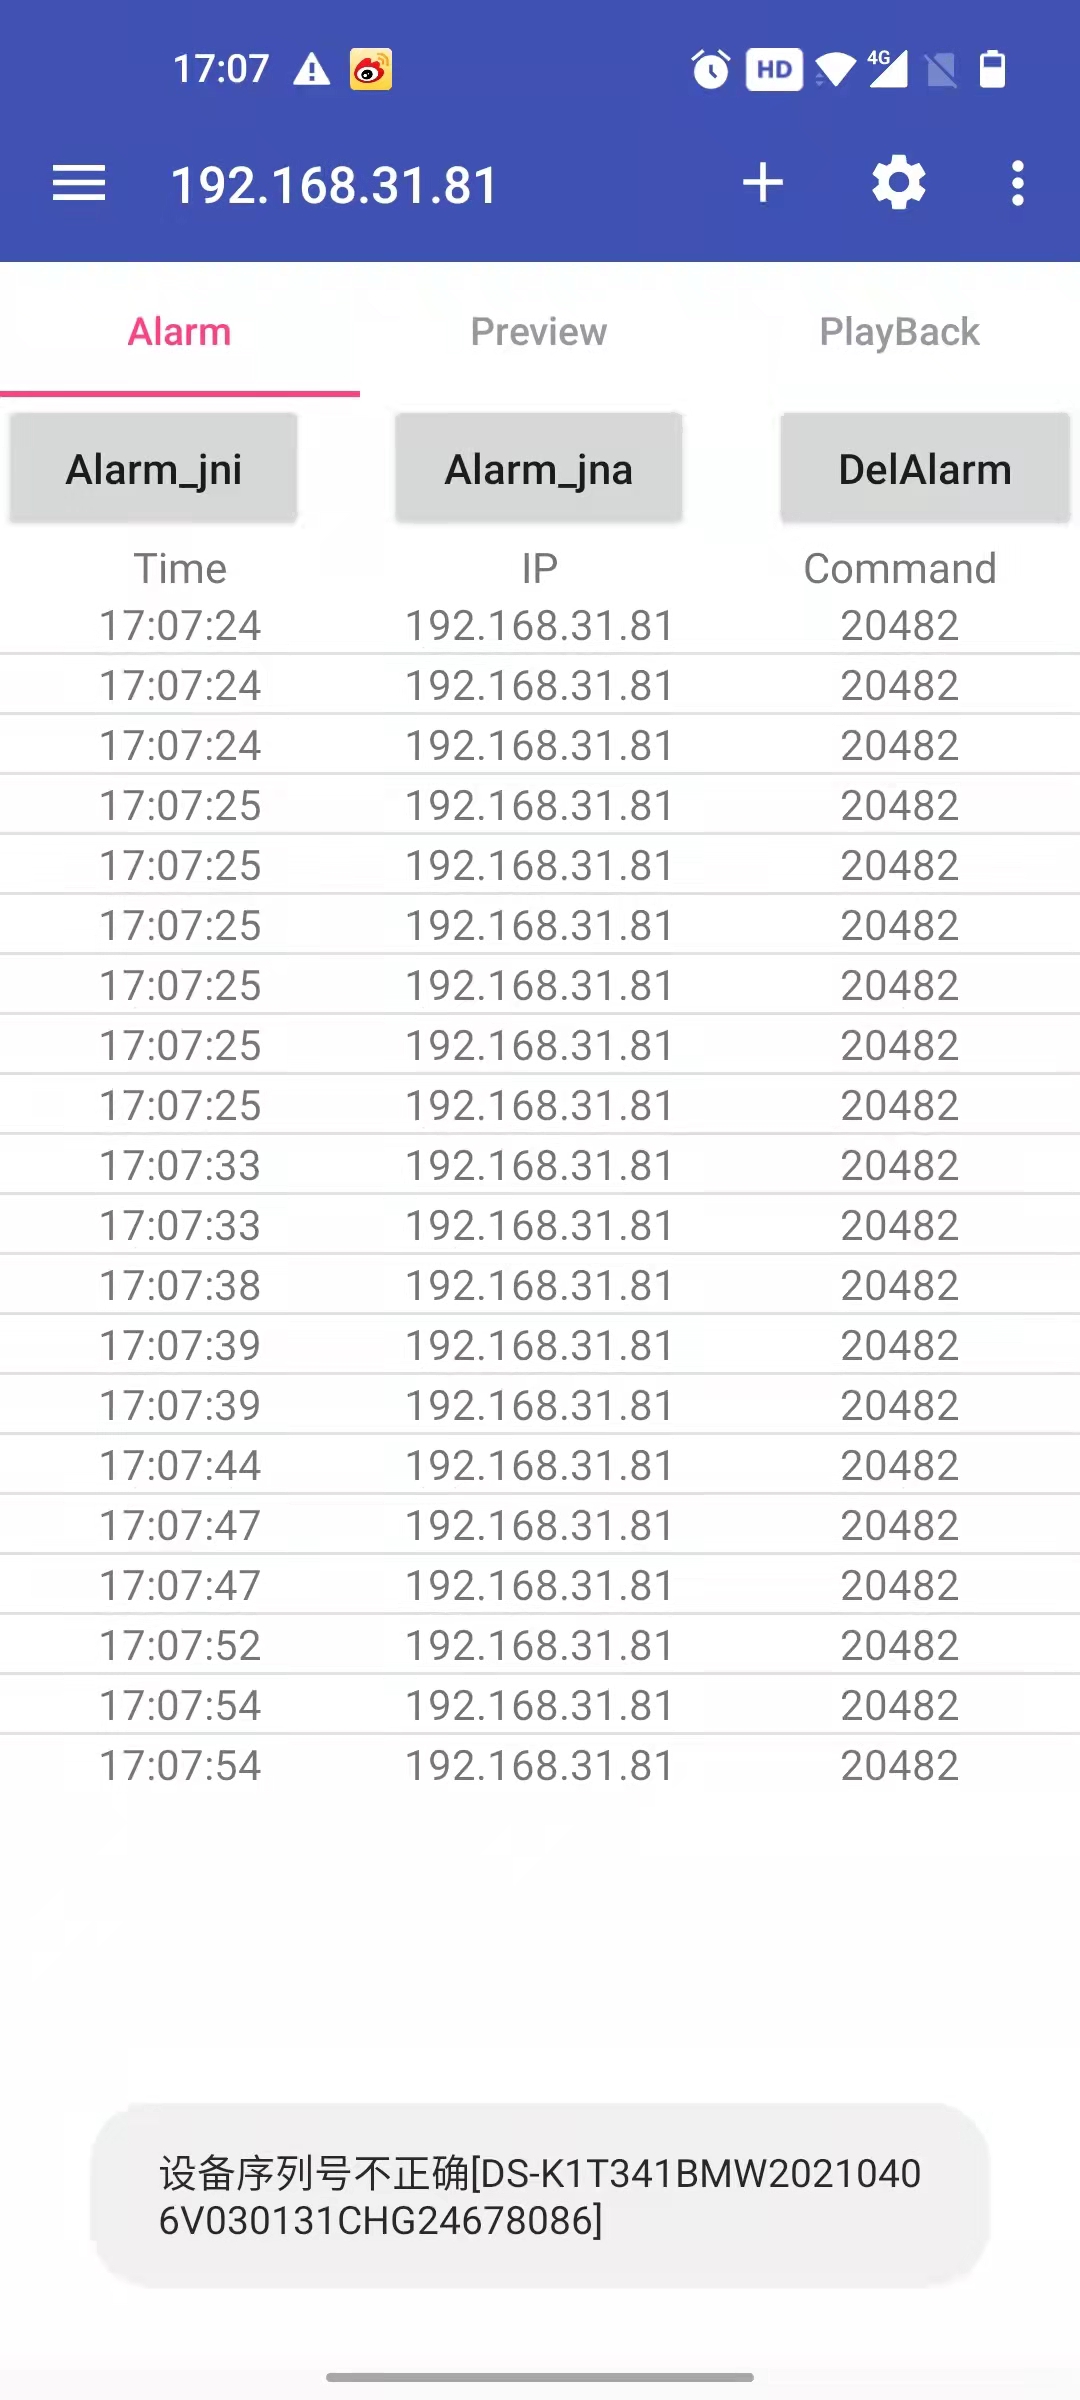 17:07 HD 4G
192.168.31.81
Alarm Preview PlayBack
Alarm_jni Alarm_jna DelAlarm
Time IP Command
17:07:24 192.168.31.81 20482
17:07:24 192.168.31.81 20482
17:07:24 192.168.31.81 20482
17:07:25 192.168.31.81 20482
17:07:25 192.168.31.81 20482
17:07:25 192.168.31.81 20482
17:07:25 192.168.31.81 20482
17:07:25 192.168.31.81 20482
17:07:25 192.168.31.81 20482
17:07:33 192.168.31.81 20482
17:07:33 192.168.31.81 20482
17:07:38 192.168.31.81 20482
17:07:39 192.168.31.81 20482
17:07:39 192.168.31.81 20482
17:07:44 192.168.31.81 20482
17:07:47 192.168.31.81 20482
17:07:47 192.168.31.81 20482
17:07:52 192.168.31.81 20482
17:07:54 192.168.31.81 20482
17:07:54 192.168.31.81 20482
设备序列号不正确[DS-K1T341BMW2021040
6V030131CHG24678086]